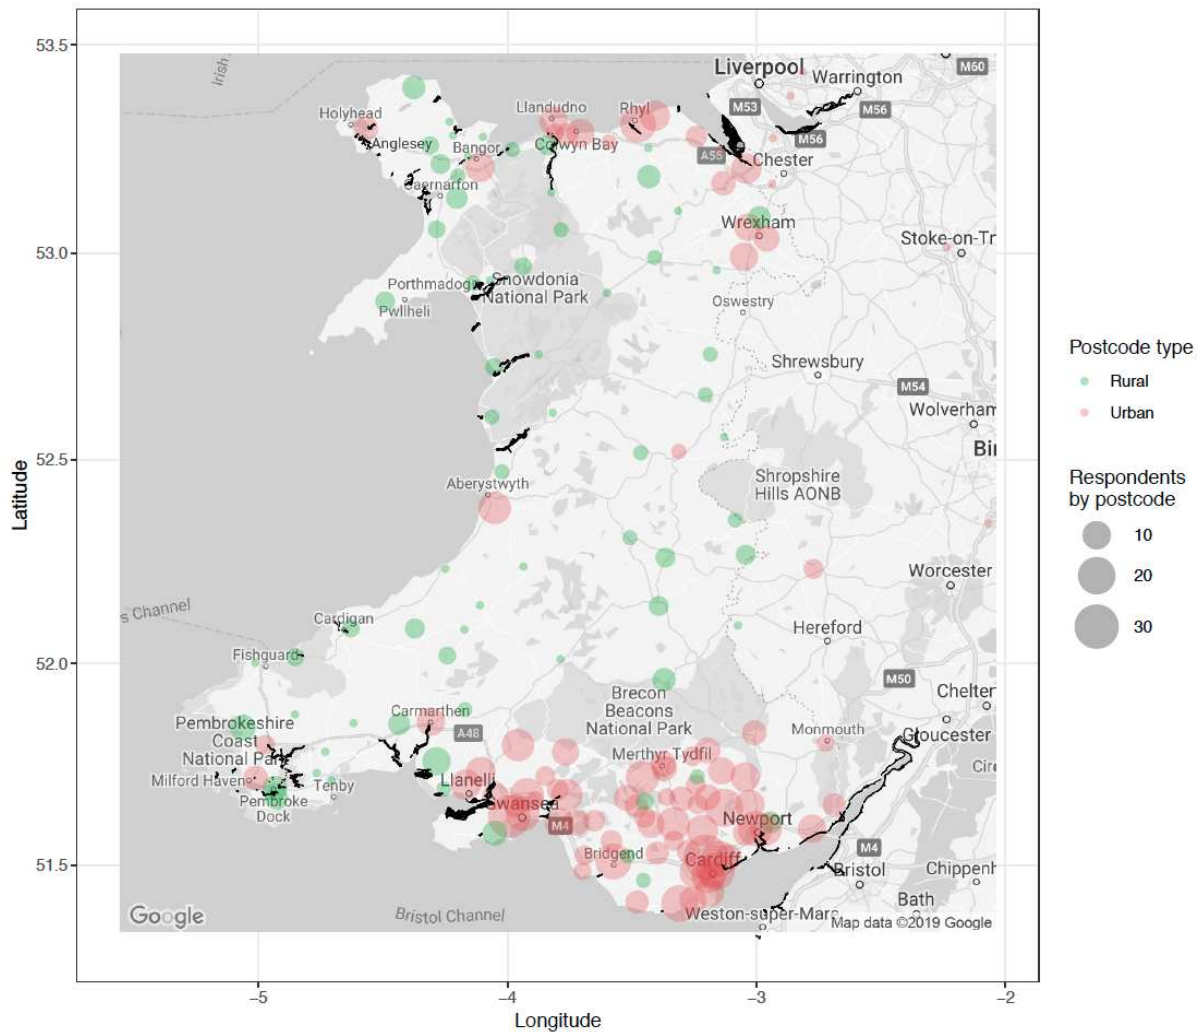 53.5
53.0
52.5
52.0
51.5
Latitude
-5
-4
-3
-2
Longitude
Irish
Liverpool
Warrington
M60
M53
M56
M56
Holyhead
Llandudno
Rhyl
Anglesey
Bangor
Colwyn Bay
A55
Chester
Caernarfon
Wrexham
Stoke-on-Tr
Porthmadog
Snowdonia
National Park
Pwllheli
Oswestry
Shrewsbury
M54
Wolverham
Bir
Aberystwyth
Shropshire
Hills AONB
Worcester
s Channel
Cardigan
Hereford
Fishguard
M50
Chelter
Brecon
Beacons
National Park
Carmarthen
A48
Monmouth
Gloucester
Pembrokeshire
Coast
National Park
Merthyr Tydfil
Cir
Milford Haven
Tenby
Llanelli
Pembroke
Dock
Swansea
M4
Newport
M4
Bridgend
Cardiff
Bristol
Chippenh
Bath
Google
Bristol Channel
Weston-super-Mare
Map data ©2019 Google
Postcode type
Rural
Urban
Respondents
by postcode
10
20
30